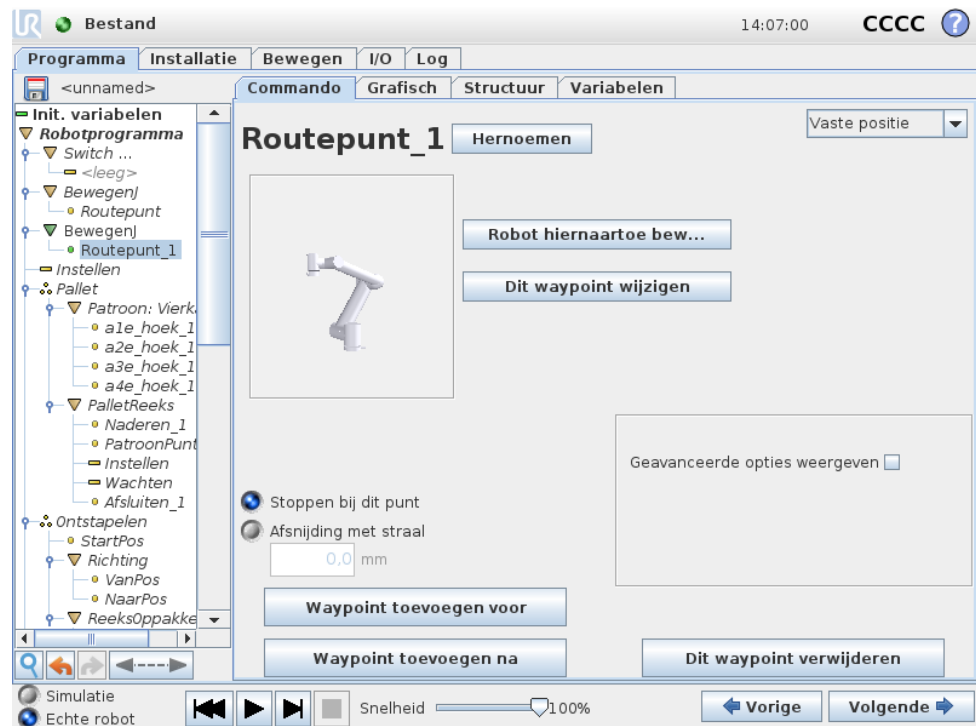 UR Bestand 14:07:00 CCCC ?
Programma Installatie Bewegen I/O Log
<unnamed> Commando Grafisch Structuur Variabelen
Init. variabelen
Robotprogramma
Switch ...
<leeg>
BewegenJ
Routepunt
BewegenJ
Routepunt_1
Instellen
Pallet
Patroon: Vierk
a1e_hoek_1
a2e_hoek_1
a3e_hoek_1
a4e_hoek_1
PalletReeks
Naderen_1
PatroonPunt
Instellen
Wachten
Afsluiten_1
Ontstapelen
StartPos
Richting
VanPos
NaarPos
ReeksOppakke
Routepunt_1 Hernoemen Vaste positie
Robot hiernaartoe bew...
Dit waypoint wijzigen
Geavanceerde opties weergeven
Stoppen bij dit punt
Afsnijding met straal
0,0 mm
Waypoint toevoegen voor
Waypoint toevoegen na Dit waypoint verwijderen
Simulatie
Echte robot
Snelheid 100% Vorige Volgende